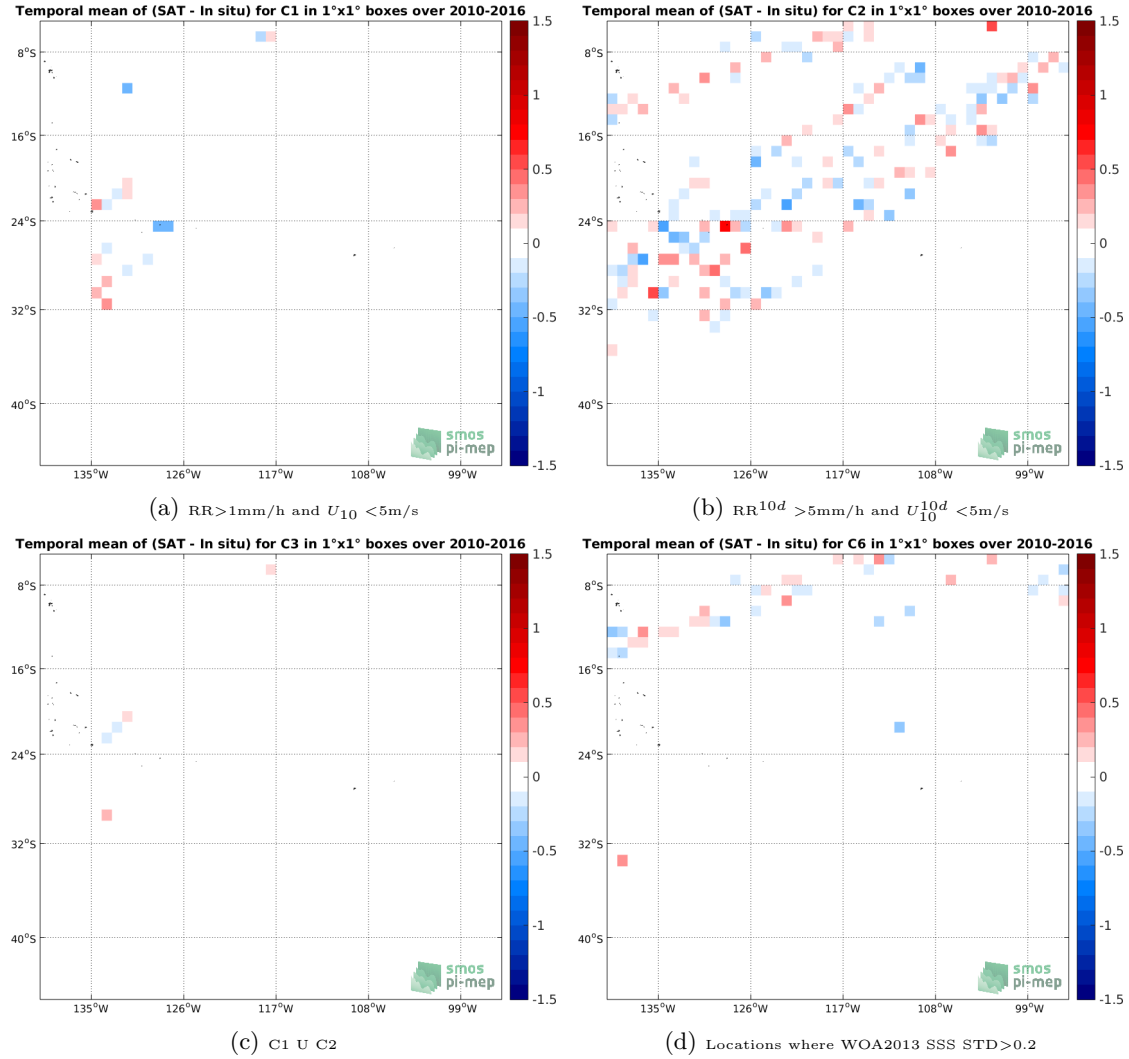 Temporal mean of (SAT - In situ) for C1 in 1°x1° boxes over 2010-2016
8°S
16°S
24°S
32°S
40°S
135°W
126°W
117°W
108°W
99°W
1.5
1
0.5
0
-0.5
-1
-1.5
smos
pi-mep
(a) RR>1mm/h and U10 <5m/s
Temporal mean of (SAT - In situ) for C2 in 1°x1° boxes over 2010-2016
8°S
16°S
24°S
32°S
40°S
135°W
126°W
117°W
108°W
99°W
1.5
1
0.5
0
-0.5
-1
-1.5
smos
pi-mep
(b) RR10d >5mm/h and U10d10 <5m/s
Temporal mean of (SAT - In situ) for C3 in 1°x1° boxes over 2010-2016
8°S
16°S
24°S
32°S
40°S
135°W
126°W
117°W
108°W
99°W
1.5
1
0.5
0
-0.5
-1
-1.5
smos
pi-mep
(c) C1 U C2
Temporal mean of (SAT - In situ) for C6 in 1°x1° boxes over 2010-2016
8°S
16°S
24°S
32°S
40°S
135°W
126°W
117°W
108°W
99°W
1.5
1
0.5
0
-0.5
-1
-1.5
smos
pi-mep
(d) Locations where WOA2013 SSS STD>0.2